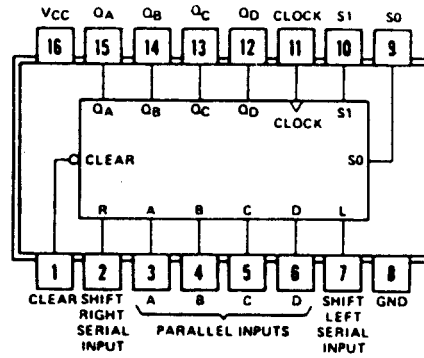 VCC QA QB QC QD CLOCK S1 S0
16 15 14 13 12 11 10 9
QA QB QC QD CLOCK S1
CLEAR S0
R A B C D L
1 2 3 4 5 6 7 8
CLEAR SHIFT RIGHT SERIAL INPUT A B C D SHIFT LEFT SERIAL INPUT GND
PARALLEL INPUTS